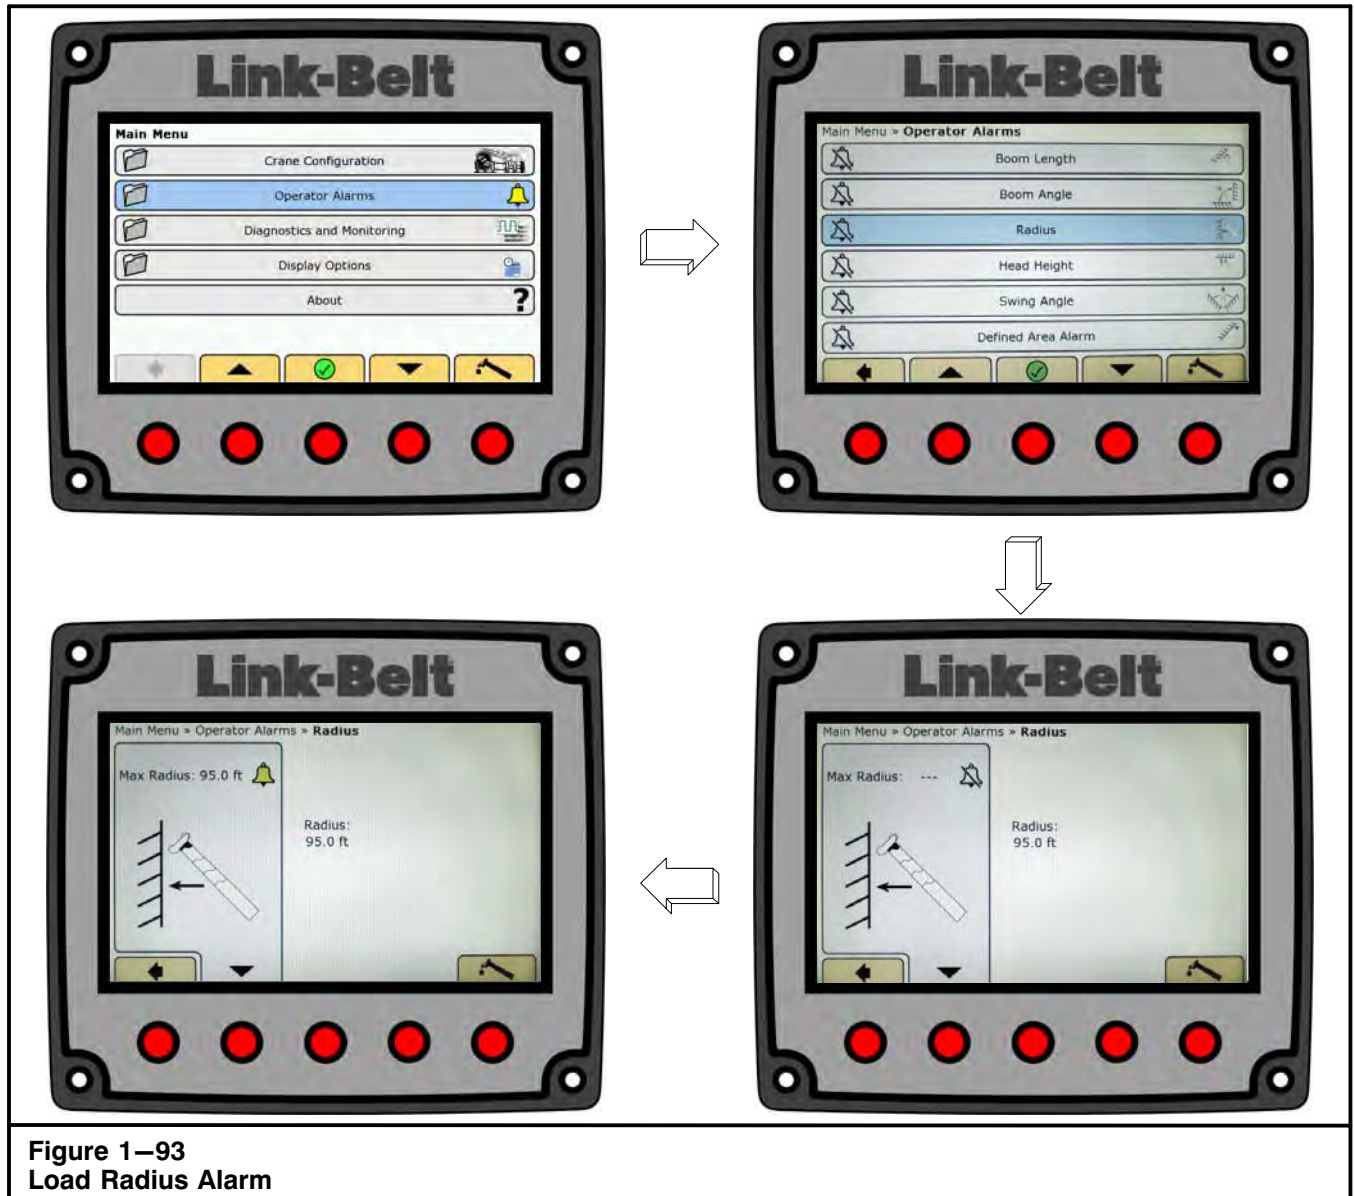 Link-Belt
Main Menu
Crane Configuration
Operator Alarms
Diagnostics and Monitoring
Display Options
About
?
Link-Belt
Main Menu » Operator Alarms
Boom Length
Boom Angle
Radius
Head Height
Swing Angle
Defined Area Alarm
Link-Belt
Main Menu » Operator Alarms » Radius
Max Radius: 95.0 ft
Radius:
95.0 ft
Link-Belt
Main Menu » Operator Alarms » Radius
Max Radius: ---
Radius:
95.0 ft
Figure 1–93
Load Radius Alarm